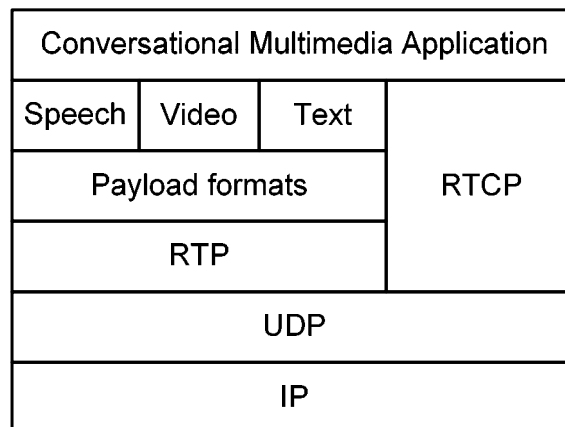 Conversational Multimedia Application
Speech Video Text
Payload formats
RTCP
RTP
UDP
IP